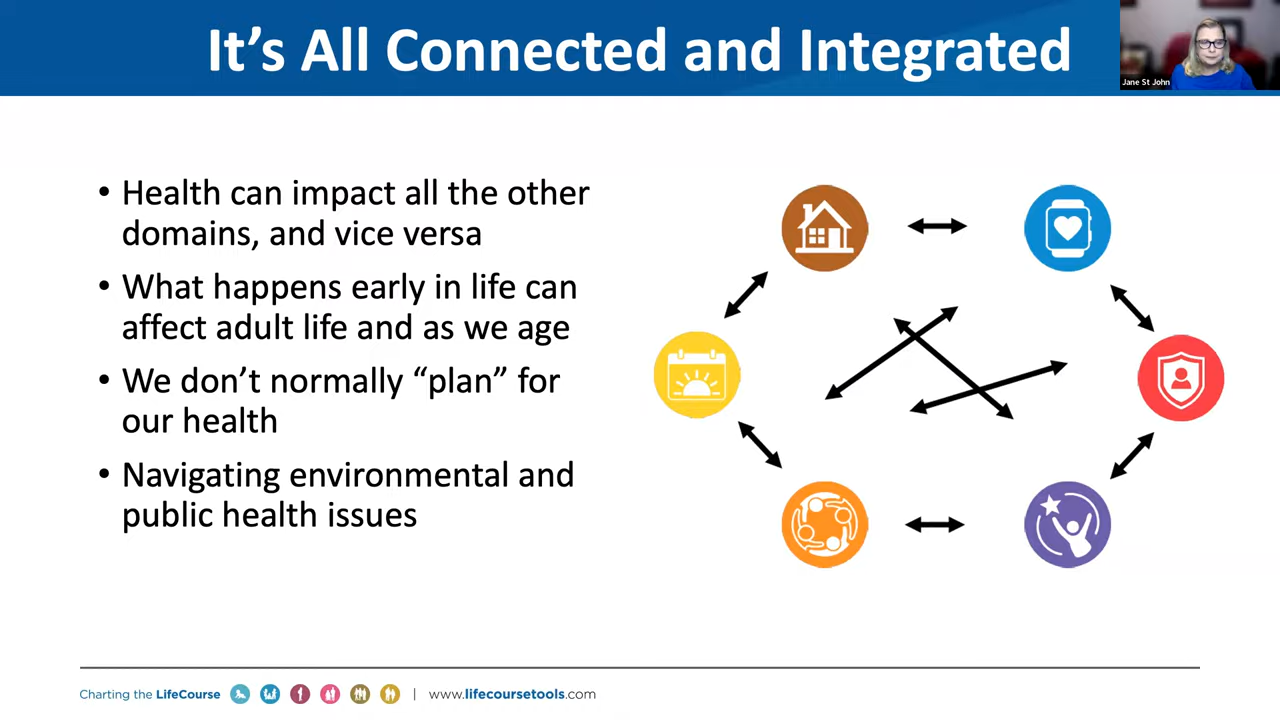 It's All Connected and Integrated
Jane St John
• Health can impact all the other
domains, and vice versa
• What happens early in life can
affect adult life and as we age
• We don't normally “plan” for
our health
• Navigating environmental and
public health issues
Charting the LifeCourse | www.lifecoursetools.com